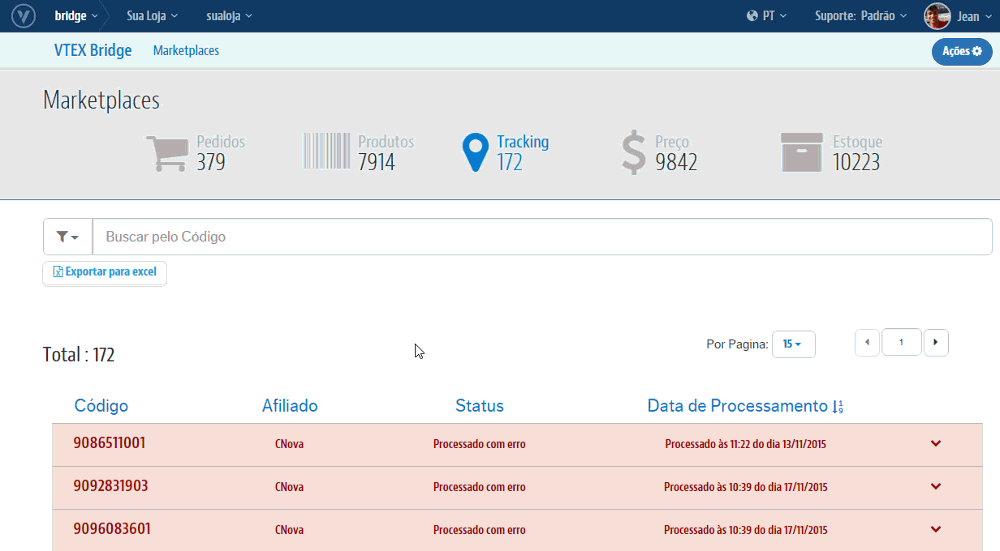 bridge Sua Loja sualoja PT Suporte: Padrão Jean
VTEX Bridge Marketplaces Ações
Marketplaces
Pedidos Produtos Tracking Preço Estoque
379 7914 172 9842 10223
Buscar pelo Código
Exportar para excel
Total : 172 Por Pagina: 15 1
Código Afiliado Status Data de Processamento
9086511001 CNova Processado com erro Processado às 11:22 do dia 13/11/2015
9092831903 CNova Processado com erro Processado às 10:39 do dia 17/11/2015
9096083601 CNova Processado com erro Processado às 10:39 do dia 17/11/2015